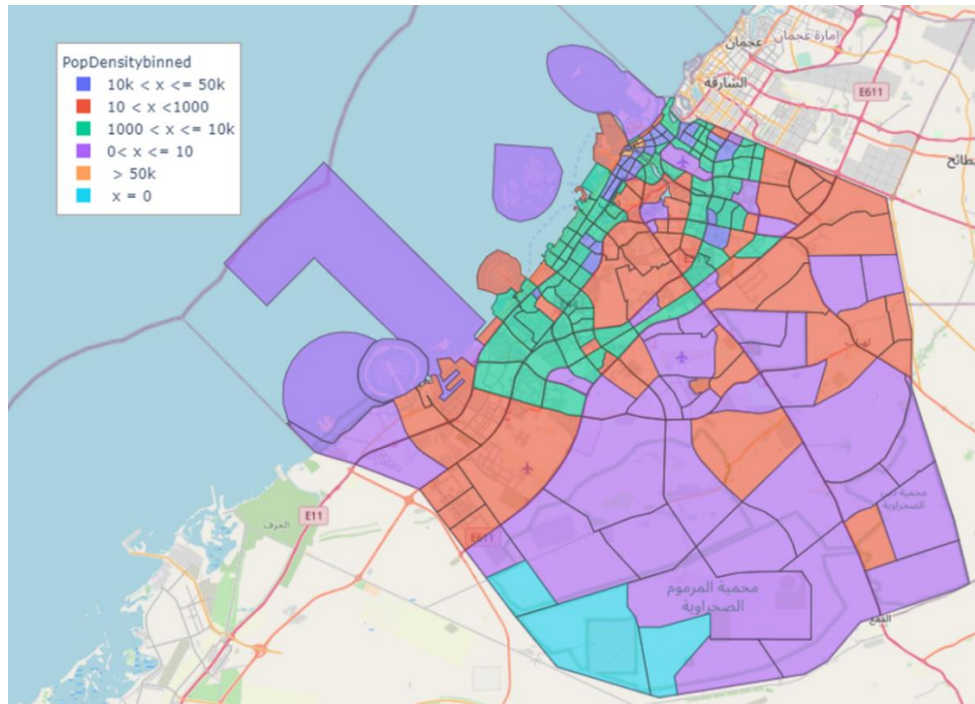 PopDensitybinned
10k < x <= 50k
10 < x <1000
1000 < x <= 10k
0< x <= 10
> 50k
x = 0
عجمان
إمارة عجمان
الشارقة
E611
E11
E611
محمية المرموم
الصحراوية
الصحراوية